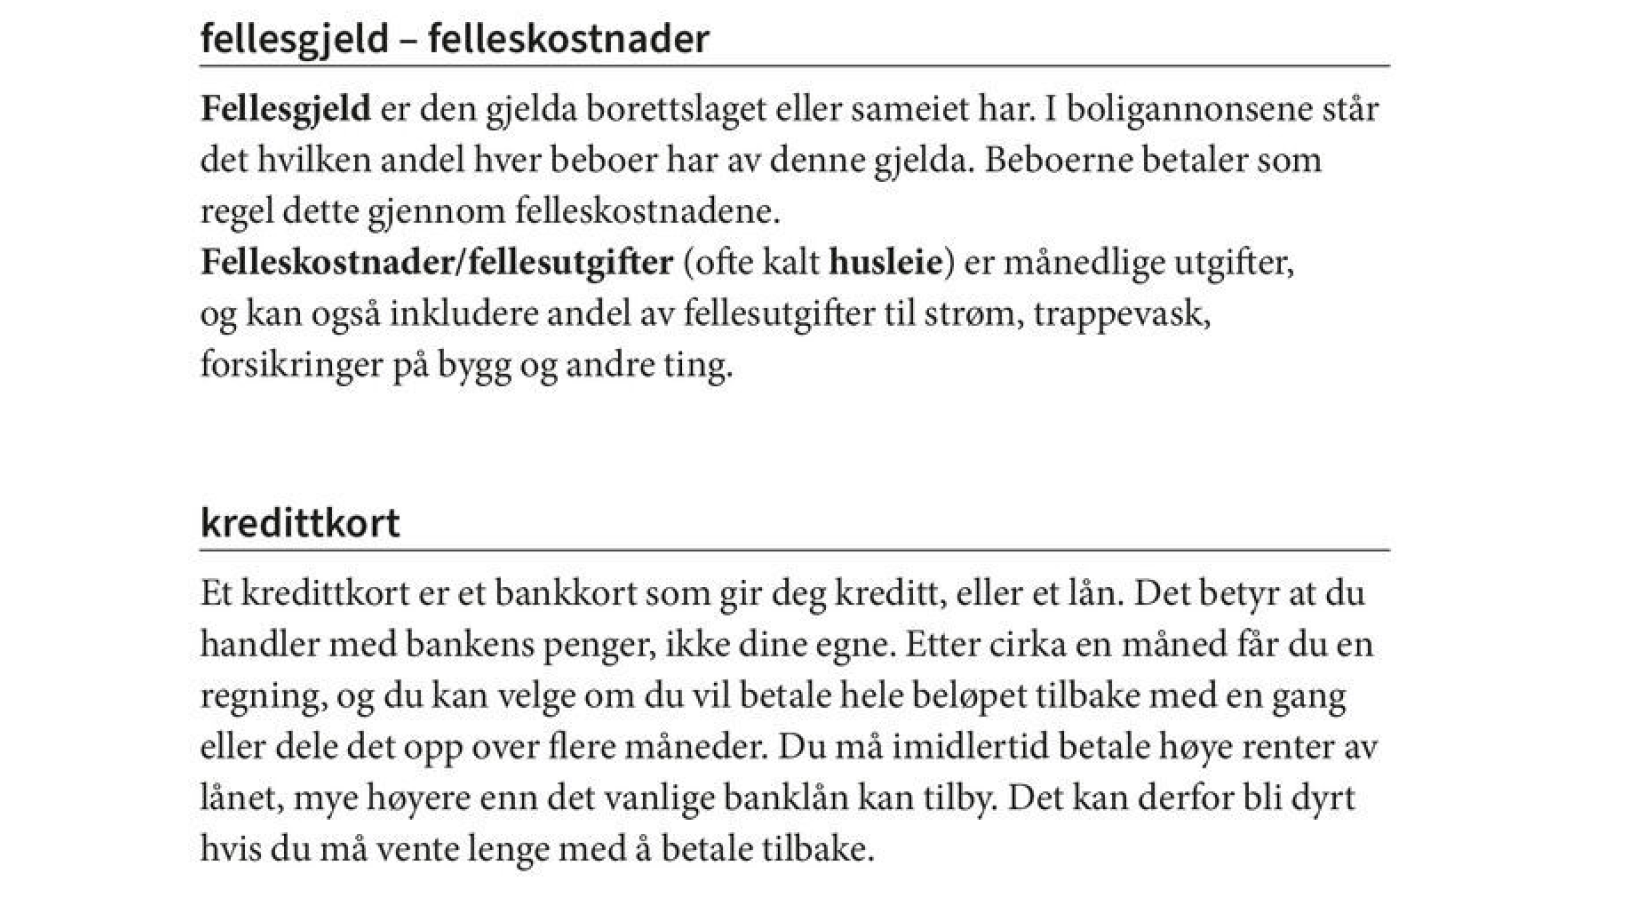 fellesgjeld – felleskostnader
Fellesgjeld er den gjelda borettslaget eller sameiet har. I boligannonsene står
det hvilken andel hver beboer har av denne gjelda. Beboerne betaler som
regel dette gjennom felleskostnadene.
Felleskostnader/fellesutgifter (ofte kalt husleie) er månedlige utgifter,
og kan også inkludere andel av fellesutgifter til strøm, trappevask,
forsikringer på bygg og andre ting.
kredittkort
Et kredittkort er et bankkort som gir deg kreditt, eller et lån. Det betyr at du
handler med bankens penger, ikke dine egne. Etter cirka en måned får du en
regning, og du kan velge om du vil betale hele beløpet tilbake med en gang
eller dele det opp over flere måneder. Du må imidlertid betale høye renter av
lånet, mye høyere enn det vanlige banklån kan tilby. Det kan derfor bli dyrt
hvis du må vente lenge med å betale tilbake.